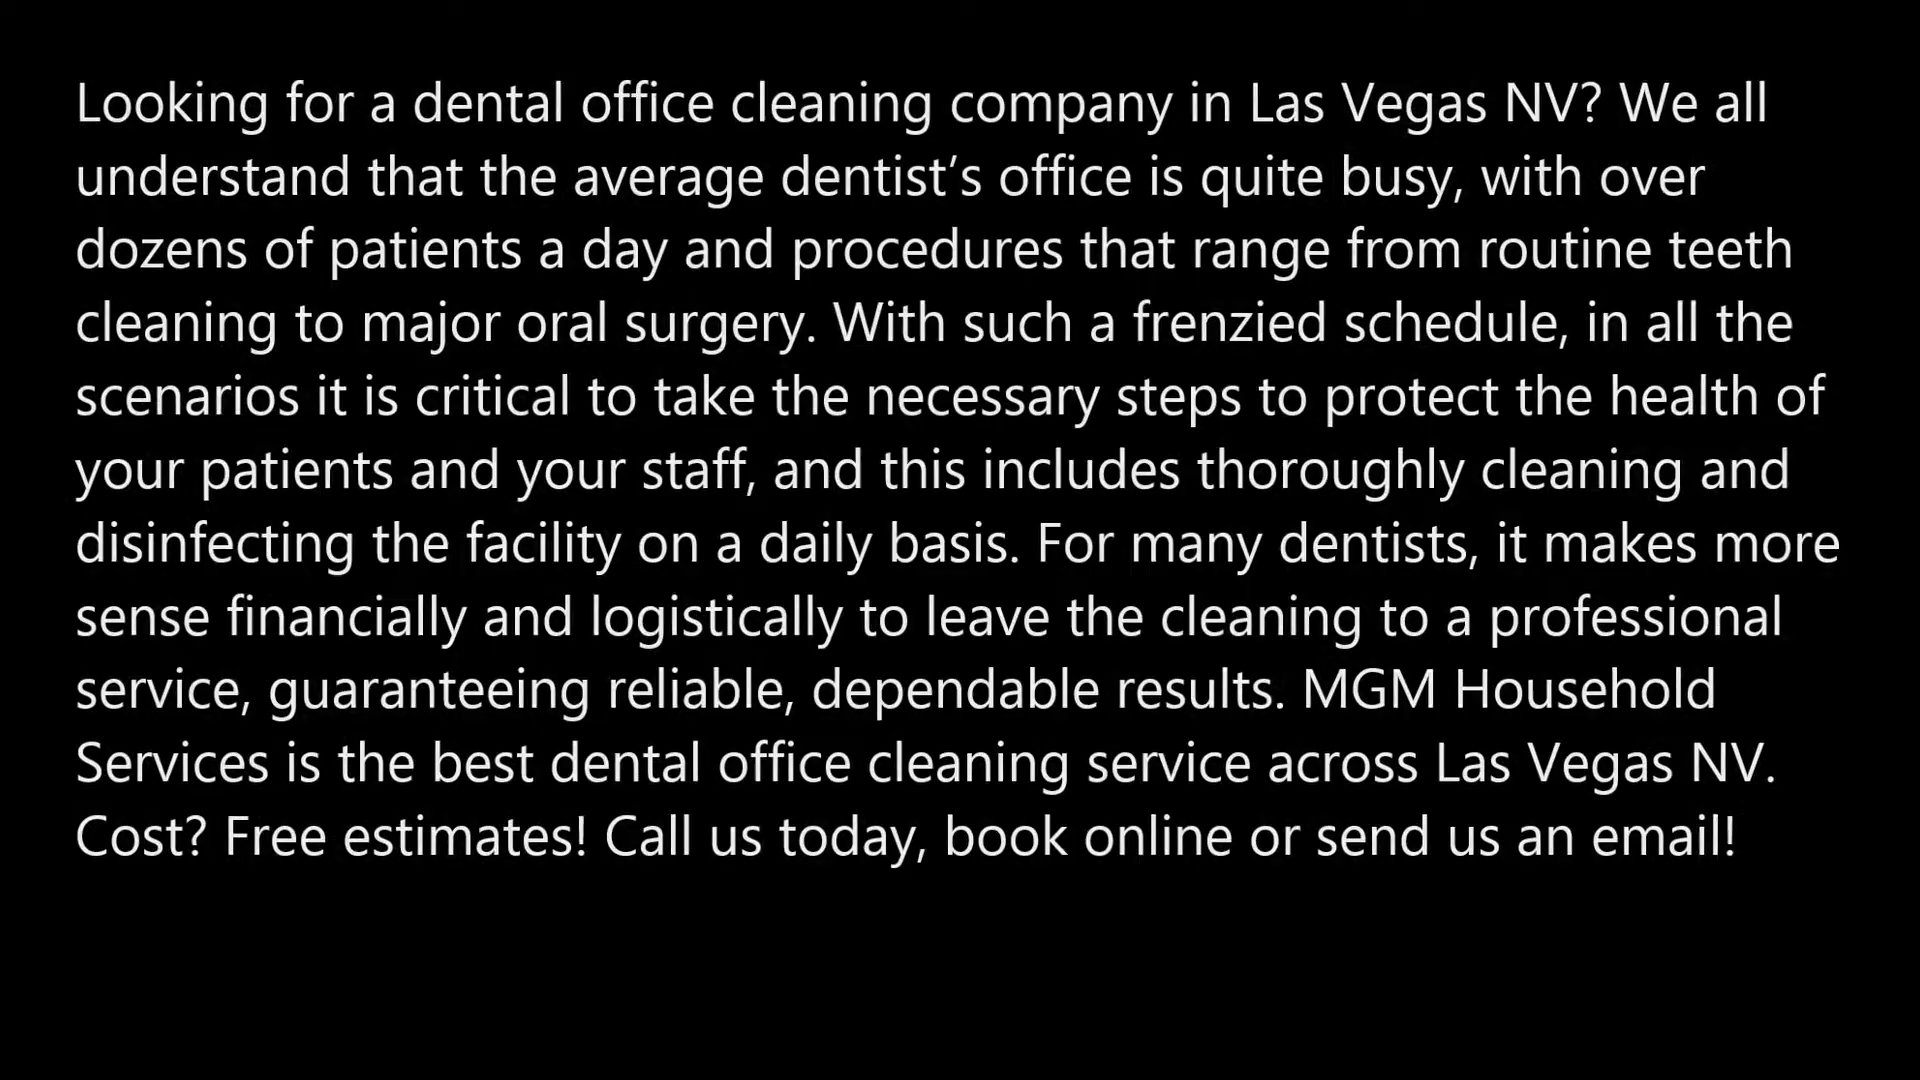 Looking for a dental office cleaning company in Las Vegas NV? We all
understand that the average dentist’s office is quite busy, with over
dozens of patients a day and procedures that range from routine teeth
cleaning to major oral surgery. With such a frenzied schedule, in all the
scenarios it is critical to take the necessary steps to protect the health of
your patients and your staff, and this includes thoroughly cleaning and
disinfecting the facility on a daily basis. For many dentists, it makes more
sense financially and logistically to leave the cleaning to a professional
service, guaranteeing reliable, dependable results. MGM Household
Services is the best dental office cleaning service across Las Vegas NV.
Cost? Free estimates! Call us today, book online or send us an email!